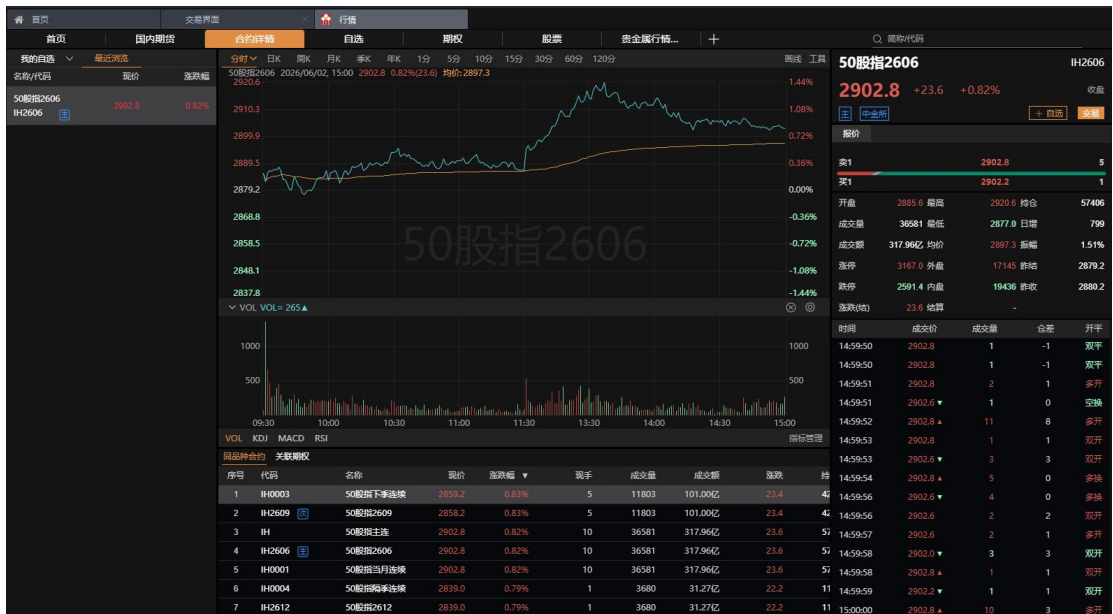 首页 交易界面 × 行情
首页 国内期货 合约详情 自选 期权 股票 贵金属行情... + 简称/代码
我的自选 最近浏览
名称/代码 现价 涨跌幅
50股指2606 2902.8 0.82%
IH2606 主
分时 日K 周K 月K 季K 年K 1分 5分 10分 15分 30分 60分 120分 画线 工具
50股指2606 2026/06/02, 15:00 2902.8 0.82%(23.6) 均价:2897.3
2920.6 1.44%
2910.3 1.08%
2899.9 0.72%
2889.5 0.36%
2879.2 0.00%
2868.8 -0.36%
2858.5 -0.72%
50股指2606
2848.1 -1.08%
2837.8 -1.44%
VOL VOL= 265▲
1000 1000
500 500
09:30 10:00 10:30 11:00 11:30 13:30 14:00 14:30 15:00
VOL KDJ MACD RSI 指标管理
同品种合约 关联期权
序号 代码 名称 现价 涨跌幅 ▼ 现手 成交量 成交额 涨跌 持
1 IH0003 50股指下季连续 2858.2 0.83% 5 11803 101.00亿 23.4 42
2 IH2609 次 50股指2609 2858.2 0.83% 5 11803 101.00亿 23.4 42
3 IH 50股指主连 2902.8 0.82% 10 36581 317.96亿 23.6 57
4 IH2606 主 50股指2606 2902.8 0.82% 10 36581 317.96亿 23.6 57
5 IH0001 50股指当月连续 2902.8 0.82% 10 36581 317.96亿 23.6 57
6 IH0004 50股指隔季连续 2839.0 0.79% 1 3680 31.27亿 22.2 11
7 IH2612 50股指2612 2839.0 0.79% 1 3680 31.27亿 22.2 11
50股指2606 IH2606
2902.8 +23.6 +0.82% 收盘
主 中金所 + 自选 交易
报价
卖1 2902.8 5
买1 2902.2 1
开盘 2885.6 最高 2920.6 持仓 57406
成交量 36581 最低 2877.0 日增 799
成交额 317.96亿 均价 2897.3 振幅 1.51%
涨停 3167.0 外盘 17145 昨结 2879.2
跌停 2591.4 内盘 19436 昨收 2880.2
涨跌(结) 23.6 结算 -
时间 成交价 成交量 仓差 开平
14:59:50 2902.8 1 -1 双平
14:59:50 2902.8 1 -1 双平
14:59:51 2902.8 2 1 多开
14:59:51 2902.6▼ 1 0 空换
14:59:52 2902.8▲ 11 8 多开
14:59:53 2902.8 1 1 双开
14:59:53 2902.6▼ 3 3 双开
14:59:54 2902.8▲ 5 0 多换
14:59:56 2902.6▼ 4 0 多换
14:59:56 2902.6 2 2 双开
14:59:57 2902.6 2 1 多开
14:59:58 2902.0▼ 3 3 双开
14:59:58 2902.8▲ 1 1 双开
14:59:59 2902.2▼ 1 1 双开
15:00:00 2902.8▲ 10 3 多开